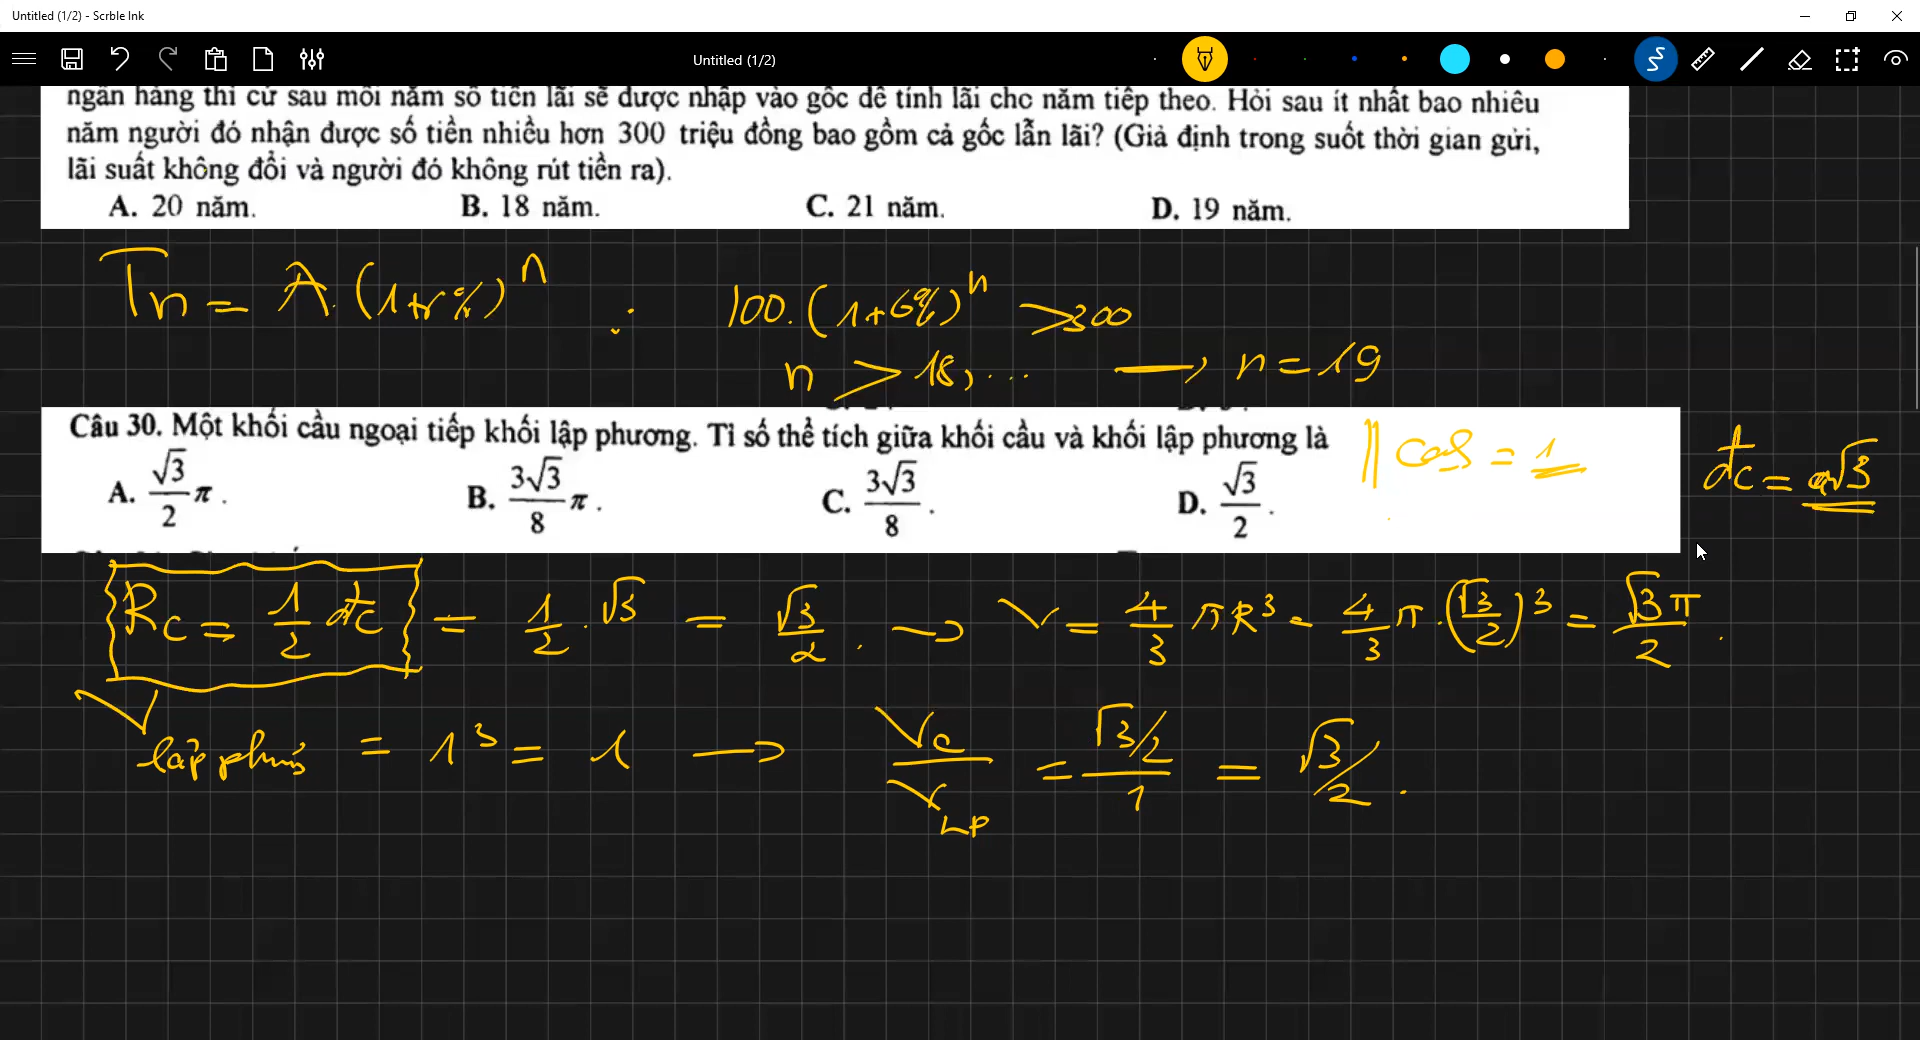 Untitled (1/2) - Scrble Ink
Untitled (1/2)
ngân hàng thì cứ sau mỗi năm số tiền lãi sẽ được nhập vào gốc để tính lãi cho năm tiếp theo. Hỏi sau ít nhất bao nhiêu
năm người đó nhận được số tiền nhiều hơn 300 triệu đồng bao gồm cả gốc lẫn lãi? (Giả định trong suốt thời gian gửi,
lãi suất không đổi và người đó không rút tiền ra).
A. 20 năm. B. 18 năm. C. 21 năm. D. 19 năm.
Tn = A.(1+r%)^n : 100.(1+6%)^n > 300
n > 18,... → n = 19
Câu 30. Một khối cầu ngoại tiếp khối lập phương. Tỉ số thể tích giữa khối cầu và khối lập phương là
A. √3/2 π. B. 3√3/8 π. C. 3√3/8. D. √3/2.
|| cạnh = 1
đc = a√3
Rc = 1/2 đc = 1/2 . √3 = √3/2 . → V = 4/3 πR³ = 4/3 π.(√3/2)³ = √3π/2 .
V lập phương = 1³ = 1 → Vc/VLP = √3/2/1 = √3/2 .